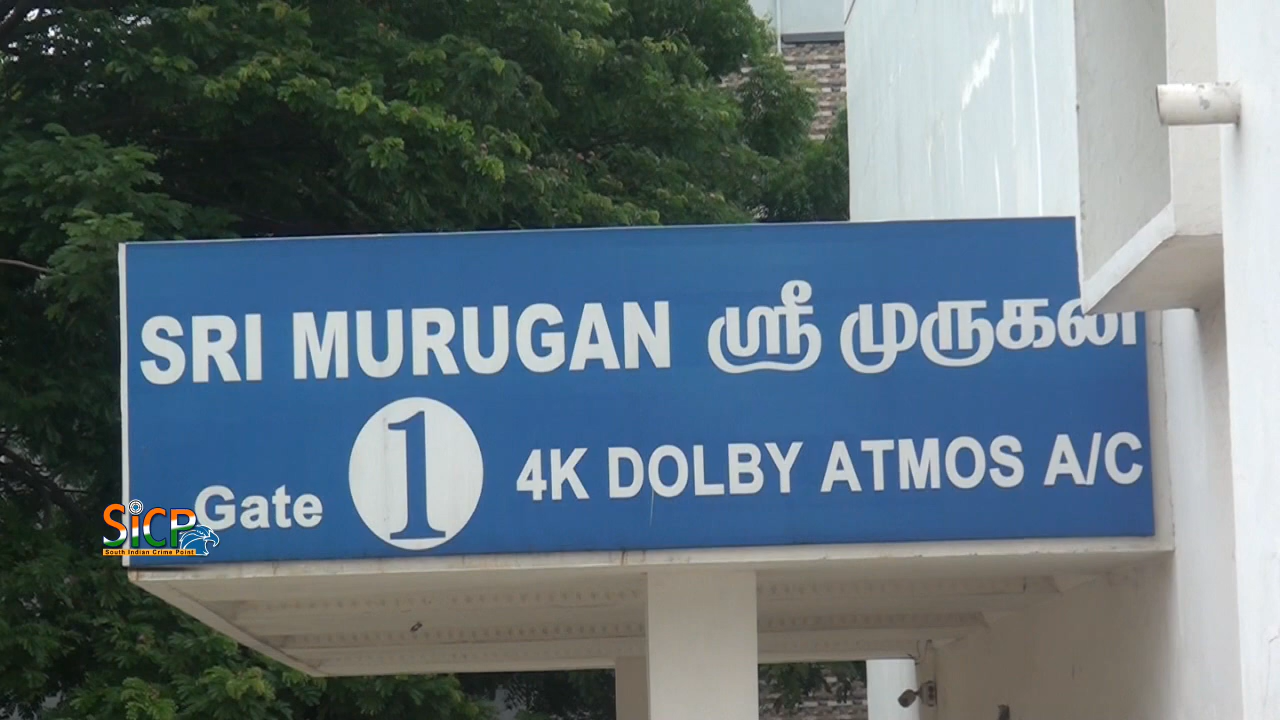 SRI MURUGAN ஸ்ரீ முருகன்
Gate 1 4K DOLBY ATMOS A/C
SiCP
South Indian Crime Point